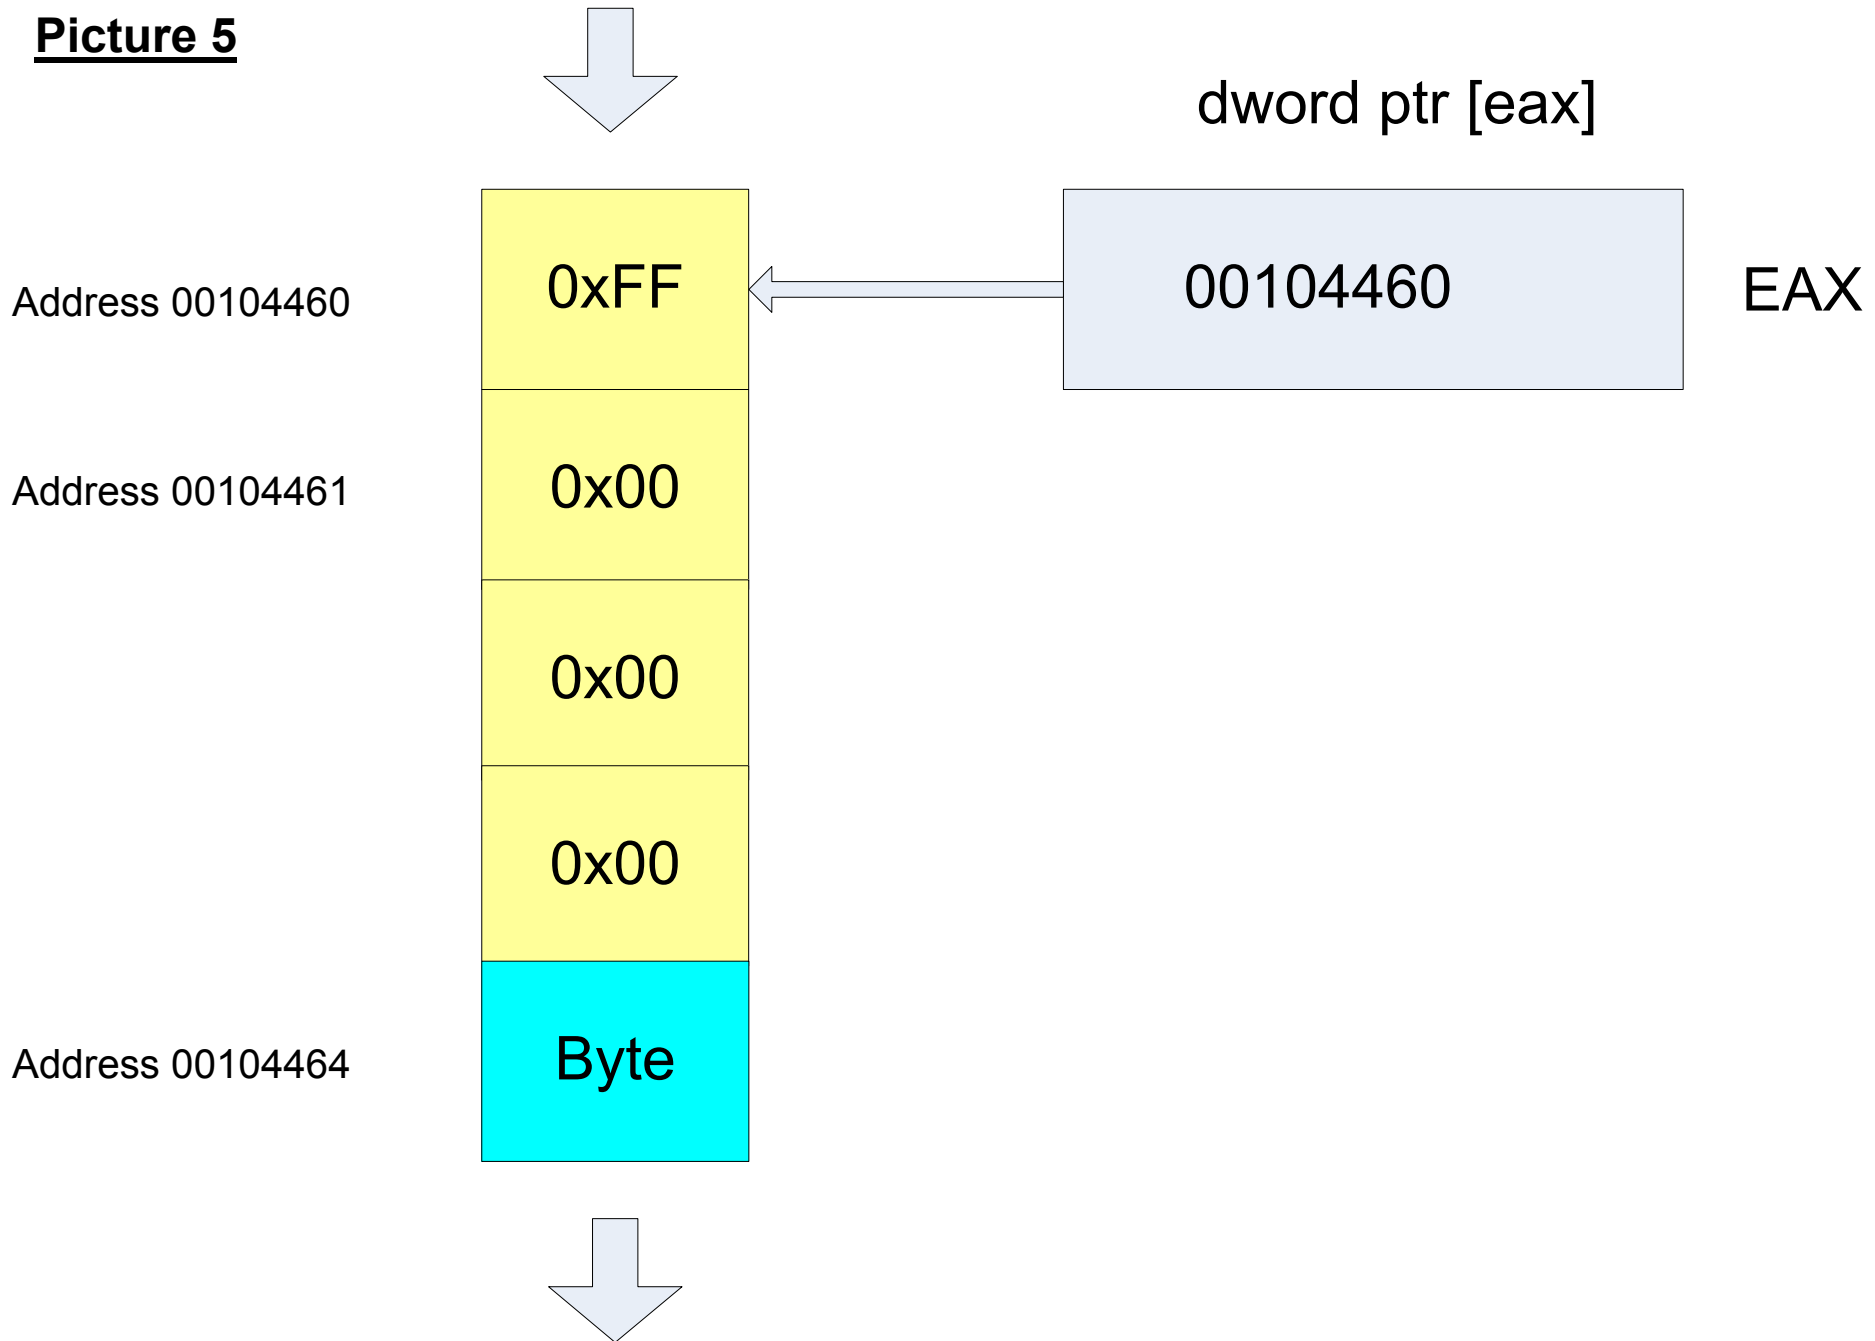 Picture 5
dword ptr [eax]
Address 00104460
0xFF
00104460
EAX
Address 00104461
0x00
0x00
0x00
Address 00104464
Byte